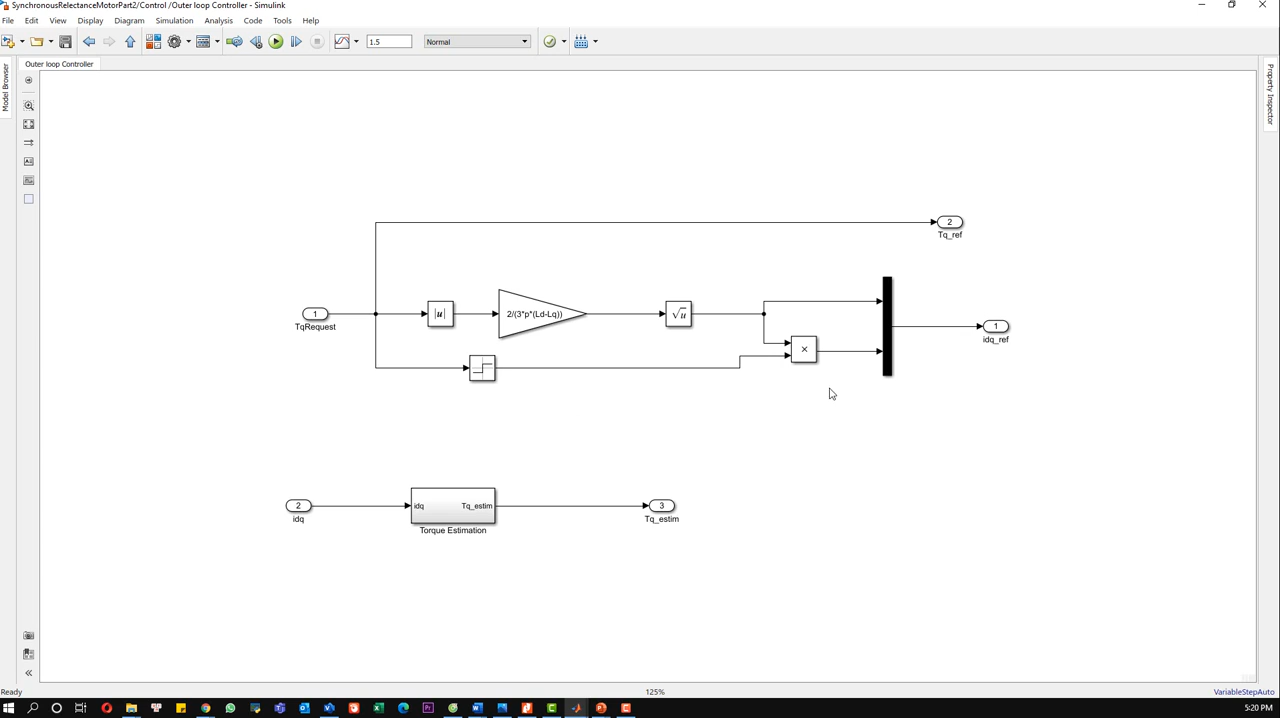 SynchronousRelectanceMotorPart2/Control /Outer loop Controller - Simulink
File Edit View Display Diagram Simulation Analysis Code Tools Help
1.5 Normal
Outer loop Controller
Model Browser
Property Inspector
2
Tq_ref
1
TqRequest
|u|
2/(3*p*(Ld-Lq))
√u
×
1
idq_ref
2
idq
idq Tq_estim
Torque Estimation
3
Tq_estim
Ready 125% VariableStepAuto
5:20 PM